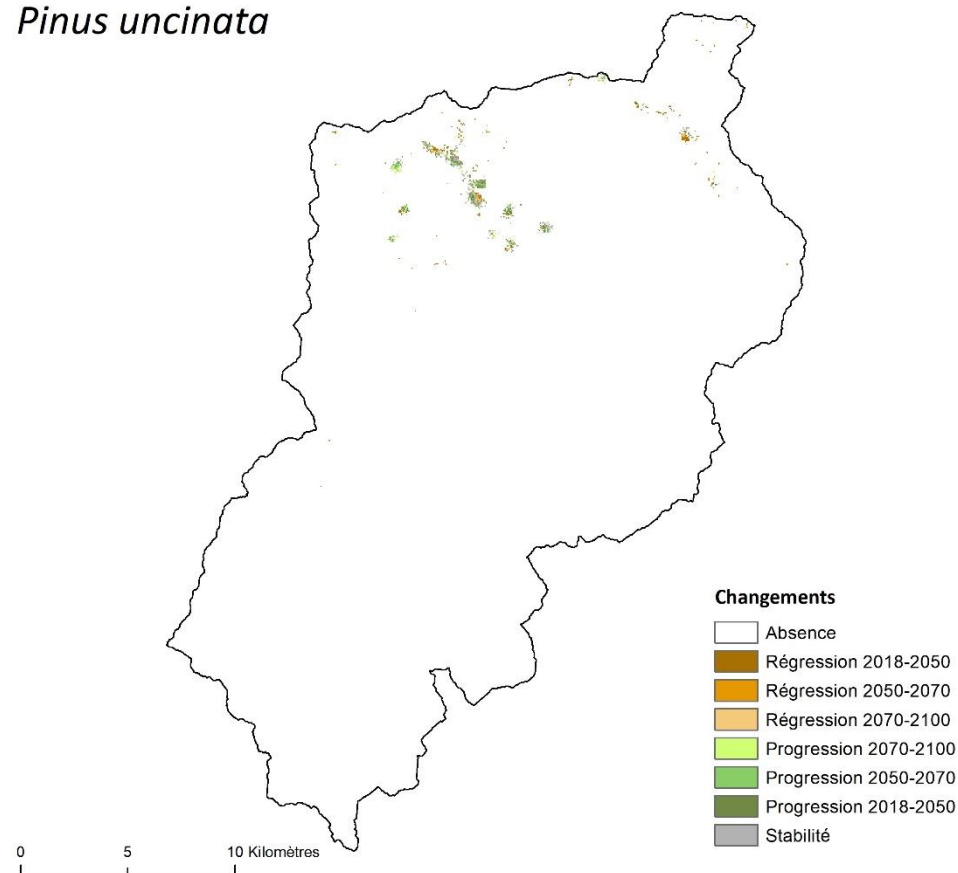 Pinus uncinata
Changements
Absence
Régression 2018-2050
Régression 2050-2070
Régression 2070-2100
Progression 2070-2100
Progression 2050-2070
Progression 2018-2050
Stabilité
0 5 10 Kilomètres